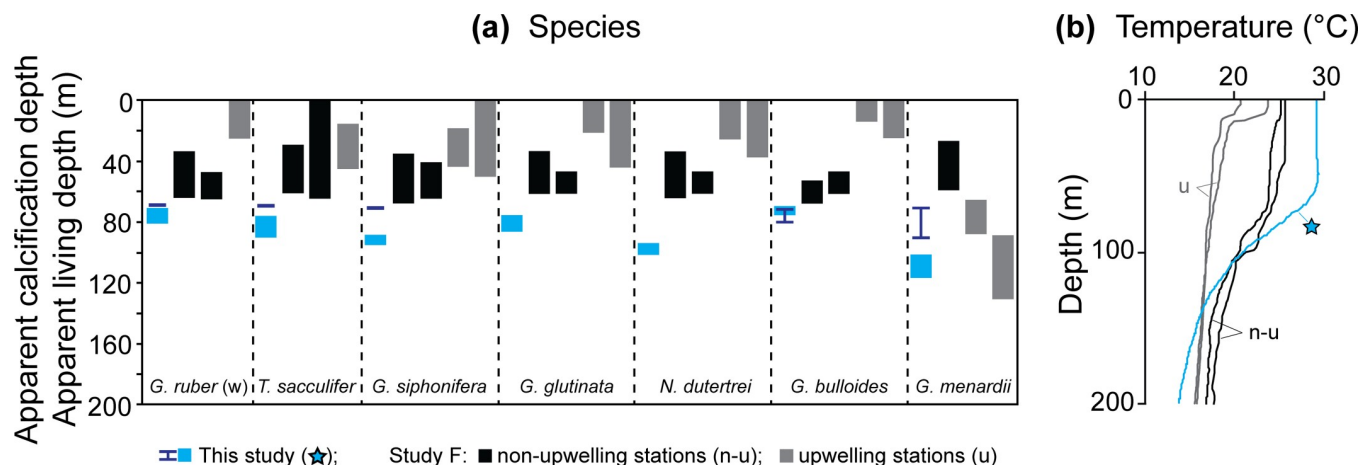 (a) Species
(b) Temperature (°C)
Apparent calcification depth
Apparent living depth (m)
0
40
80
120
160
200
G. ruber (w) T. sacculifer G. siphonifera G. glutinata N. dutertrei G. bulloides G. menardii
10 20 30
Depth (m)
0
100
200
u
n-u
This study ( ); Study F: non-upwelling stations (n-u); upwelling stations (u)